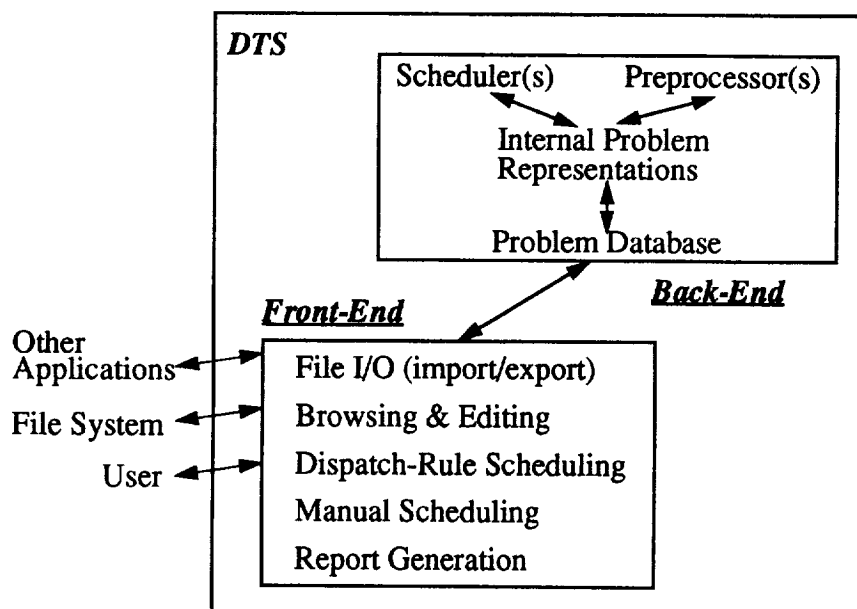 DTS
Scheduler(s) Preprocessor(s)
Internal Problem
Representations
Problem Database
Back-End
Front-End
Other
Applications
File System
User
File I/O (import/export)
Browsing & Editing
Dispatch-Rule Scheduling
Manual Scheduling
Report Generation